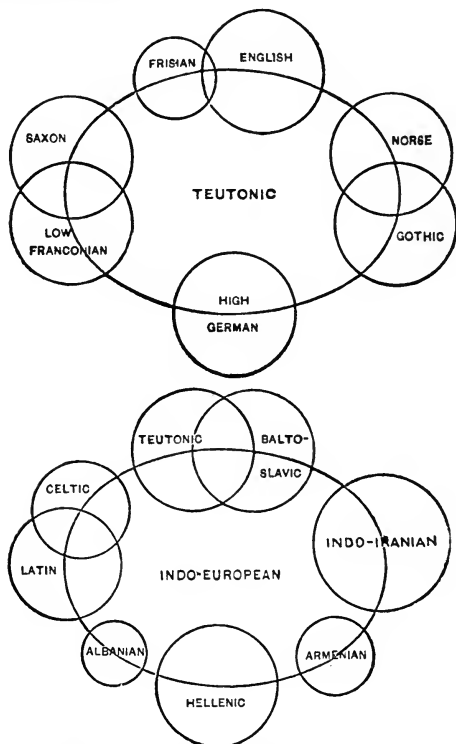 FRISIAN
ENGLISH
SAXON
NORSE
TEUTONIC
LOW
FRANCONIAN
GOTHIC
HIGH
GERMAN
TEUTONIC
BALTO-
SLAVIC
CELTIC
INDO-IRANIAN
LATIN
INDO-EUROPEAN
ALBANIAN
ARMENIAN
HELLENIC